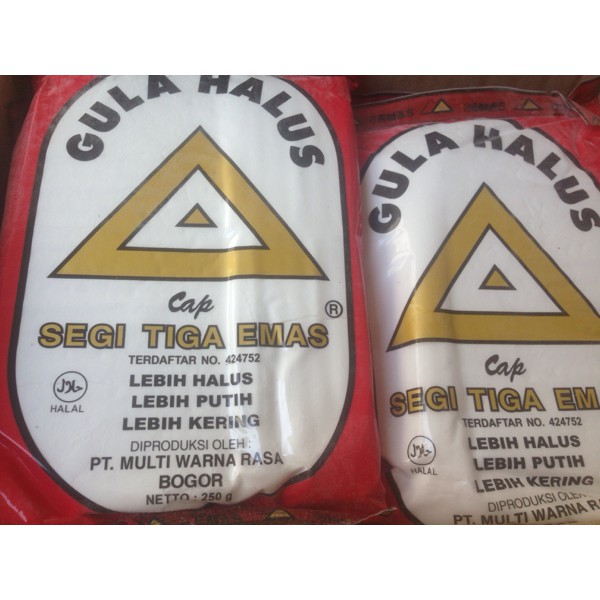 GULA HALUS
Cap
SEGI TIGA EMAS ®
TERDAFTAR NO. 424752
LEBIH HALUS
LEBIH PUTIH
LEBIH KERING
حلال
HALAL
DIPRODUKSI OLEH :
PT. MULTI WARNA RASA
BOGOR
NETTO : 250 g
GULA HALUS
Cap
SEGI TIGA EM
TERDAFTAR NO. 424752
LEBIH HALUS
LEBIH PUTIH
LEBIH KERING
حلال
HALAL
DIPRODUKSI OLEH
PT. MULTI WARNA RA